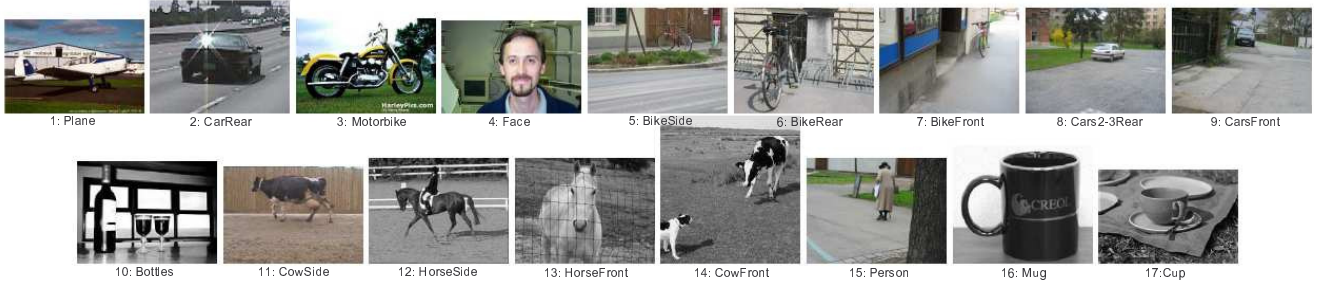 HarleyPics.com
1: Plane
2: CarRear
3: Motorbike
4: Face
5: BikeSide
6: BikeRear
7: BikeFront
8: Cars2-3Rear
9: CarsFront
CREOL
10: Bottles
11: CowSide
12: HorseSide
13: HorseFront
14: CowFront
15: Person
16: Mug
17:Cup